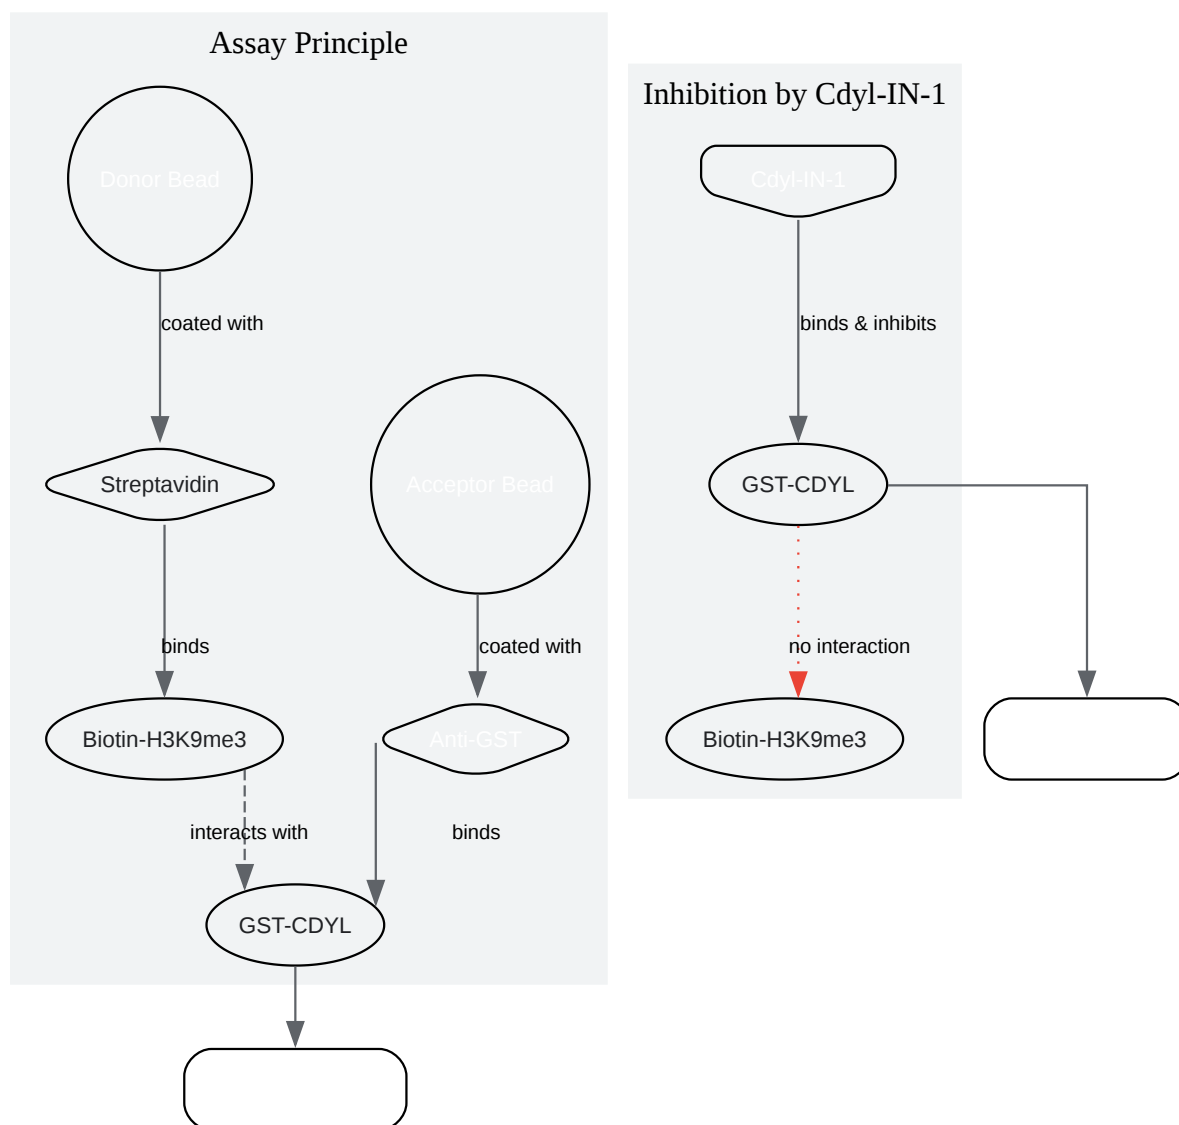 Assay Principle
Donor Bead
coated with
Streptavidin
Acceptor Bead
binds
coated with
Biotin-H3K9me3
Anti-GST
interacts with
binds
GST-CDYL
Inhibition by Cdyl-IN-1
Cdyl-IN-1
binds & inhibits
GST-CDYL
no interaction
Biotin-H3K9me3